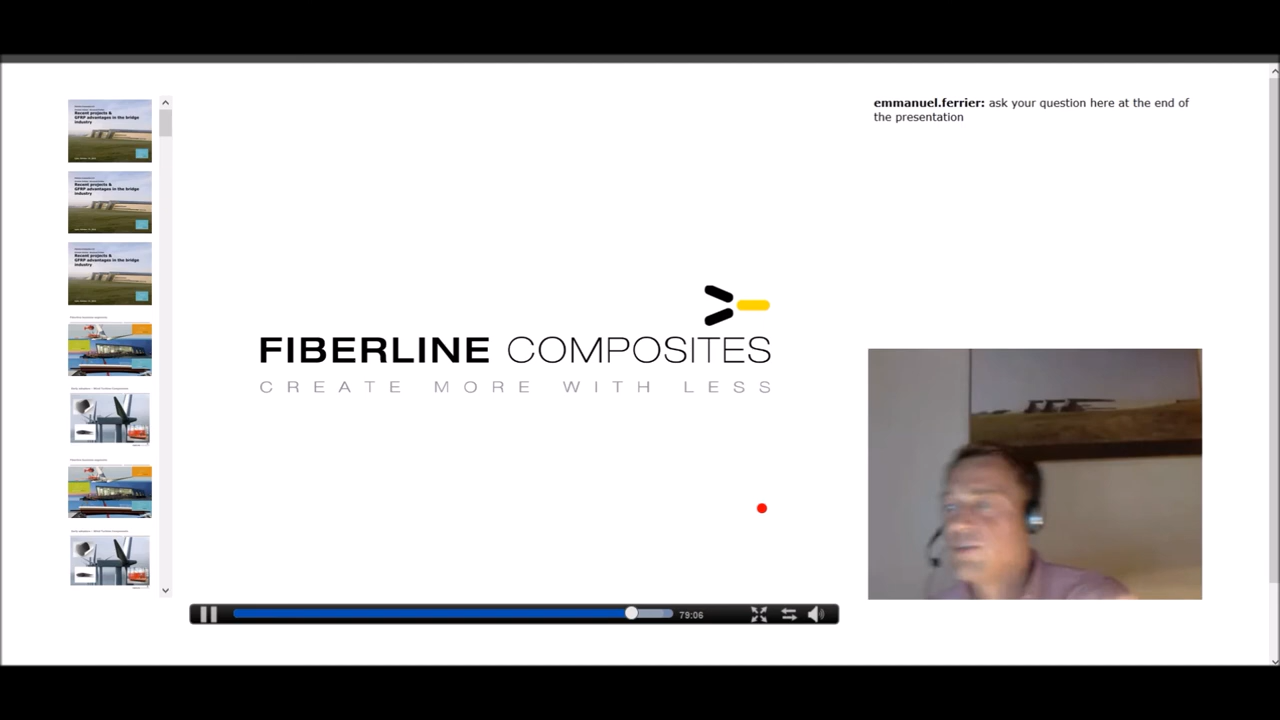 Recent projects &
GFRP advantages in the bridge
industry
Recent projects &
GFRP advantages in the bridge
industry
Recent projects &
GFRP advantages in the bridge
industry
FIBERLINE COMPOSITES
CREATE MORE WITH LESS
79:06
emmanuel.ferrier: ask your question here at the end of
the presentation